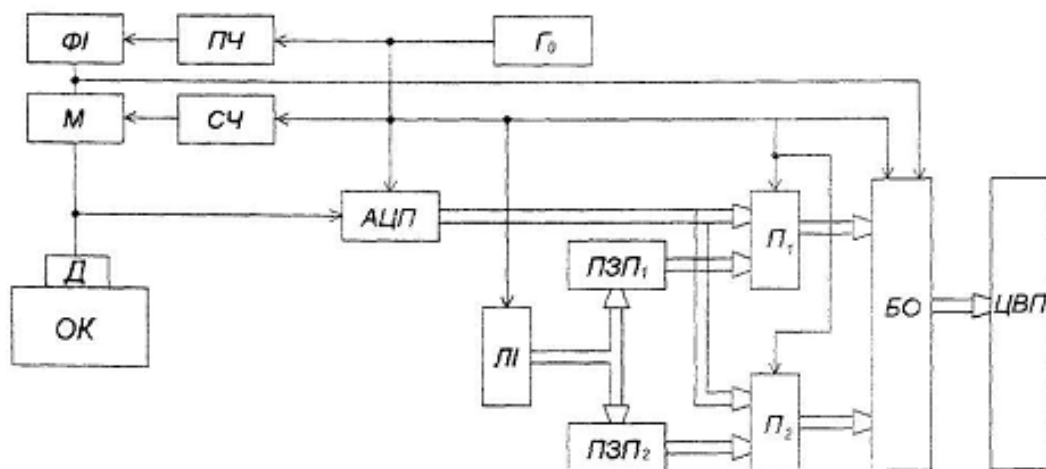 ФІ
ПЧ
Г₀
М
СЧ
АЦП
П₁
Д
ПЗП₁
ОК
ЛІ
БО
ЦВП
П₂
ПЗП₂